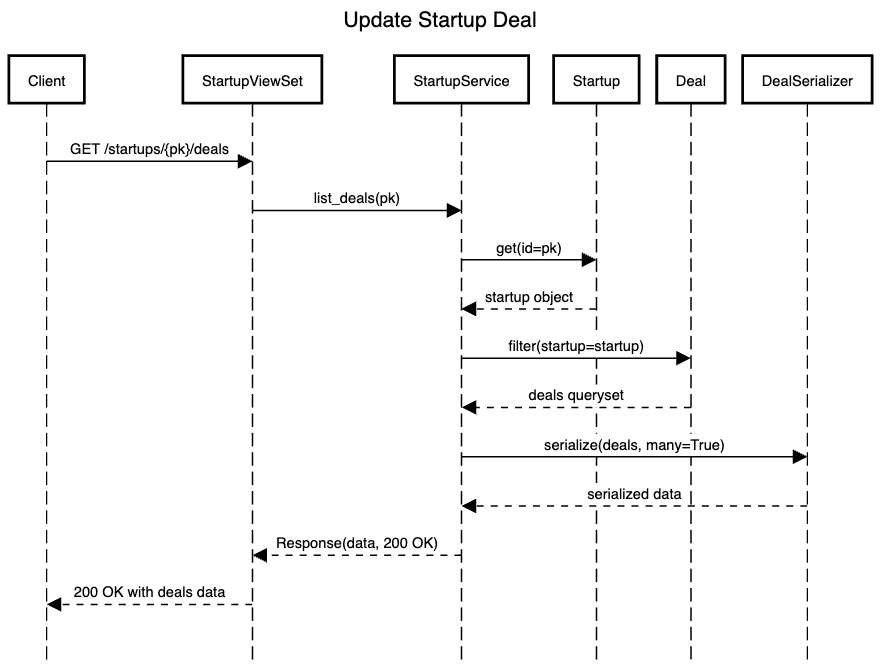 Update Startup Deal
Client
StartupViewSet
StartupService
Startup
Deal
DealSerializer
GET /startups/{pk}/deals
list_deals(pk)
get(id=pk)
startup object
filter(startup=startup)
deals queryset
serialize(deals, many=True)
serialized data
Response(data, 200 OK)
200 OK with deals data